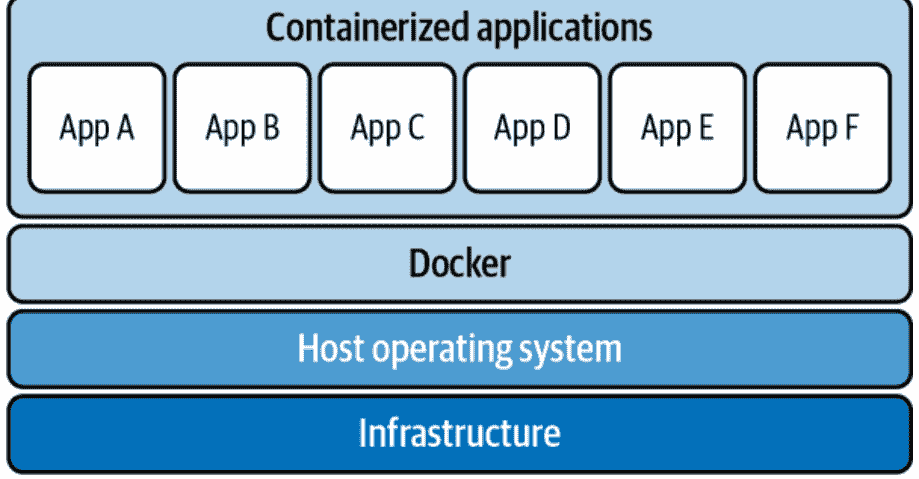 Containerized applications
App A App B App C App D App E App F
Docker
Host operating system
Infrastructure